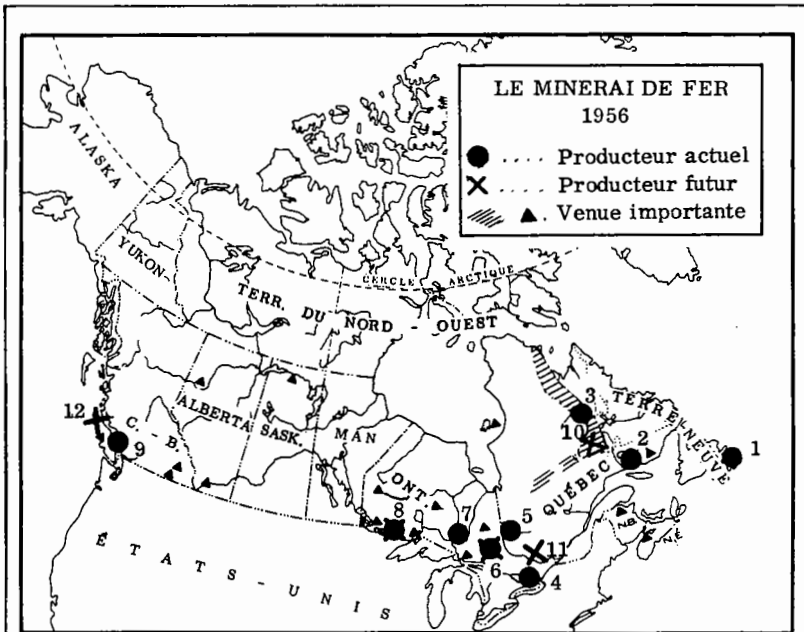 LE MINERAI DE FER
1956
..... Producteur actuel
..... Producteur futur
. Venue importante
ALASKA
YUKON
CERCLE ARCTIQUE
TERR. DU NORD - OUEST
C. - B.
ALBERTA
SASK.
MAN
ONT.
QUÉBEC
TERRE NEUVE
N.B.
N.É.
ÉTATS-UNIS
1
2
3
10
12
9
8
7
5
6
11
4